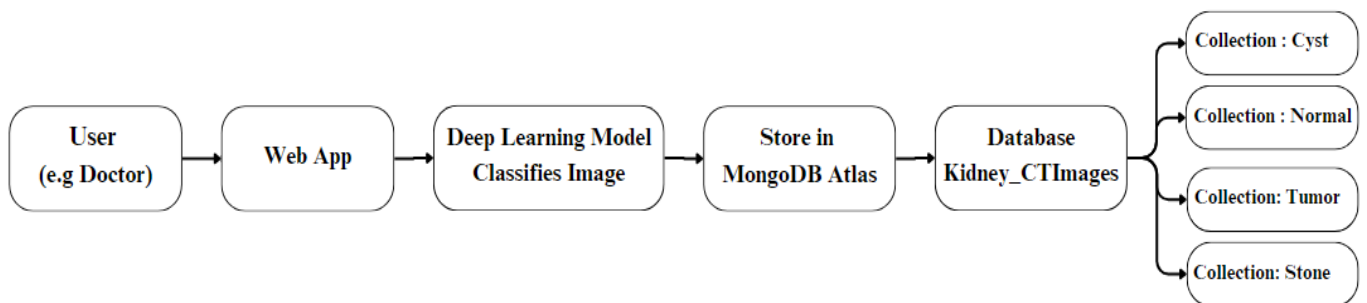 User
(e.g Doctor)
Web App
Deep Learning Model
Classifies Image
Store in
MongoDB Atlas
Database
Kidney_CTImages
Collection : Cyst
Collection : Normal
Collection: Tumor
Collection: Stone